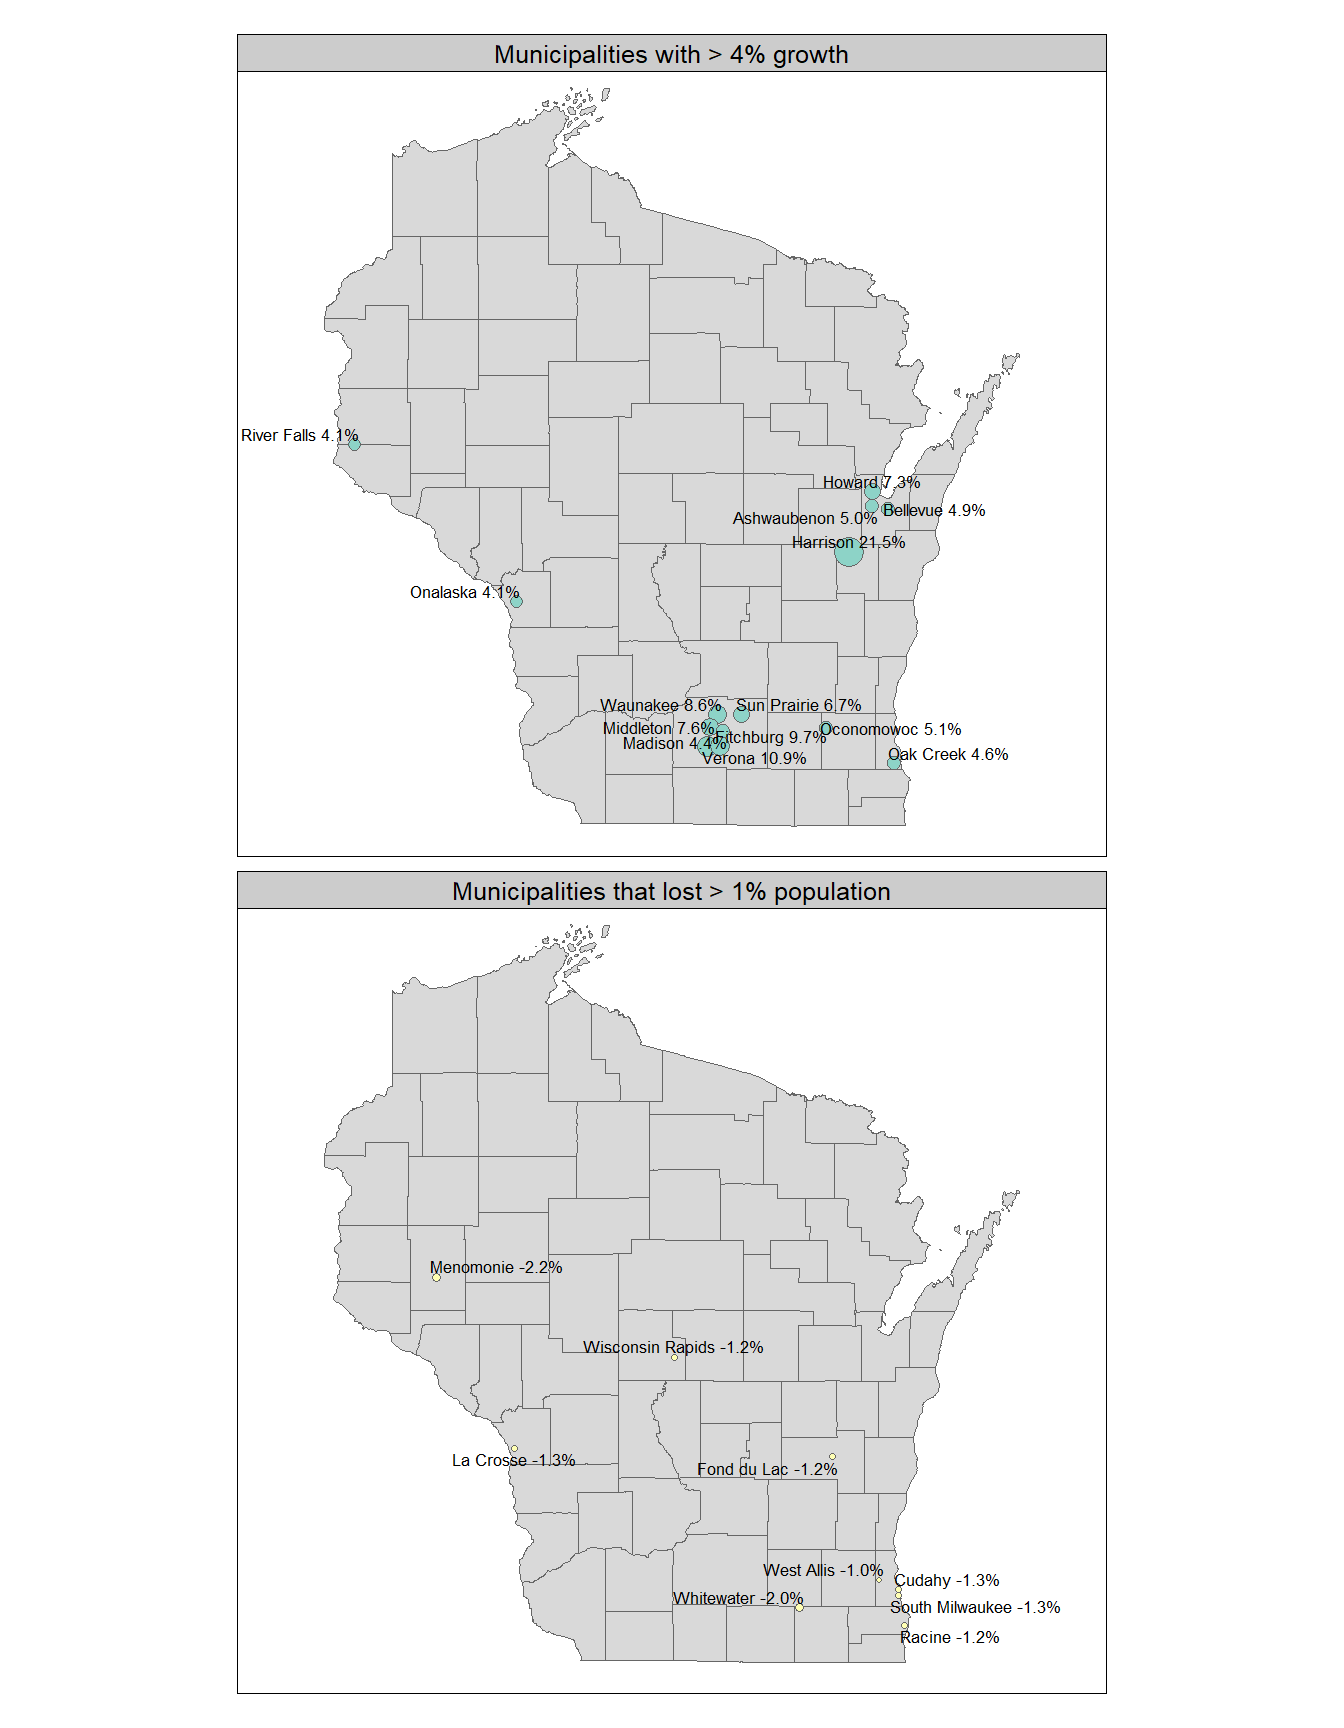 Municipalities with > 4% growth
River Falls 4.1%
Howard 7.3%
Bellevue 4.9%
Ashwaubenon 5.0%
Harrison 21.5%
Onalaska 4.1%
Waunakee 8.6%
Sun Prairie 6.7%
Middleton 7.6%
Oconomowoc 5.1%
Fitchburg 9.7%
Madison 4.4%
Oak Creek 4.6%
Verona 10.9%
Municipalities that lost > 1% population
Menomonie -2.2%
Wisconsin Rapids -1.2%
La Crosse -1.3%
Fond du Lac -1.2%
West Allis -1.0%
Cudahy -1.3%
Whitewater -2.0%
South Milwaukee -1.3%
Racine -1.2%